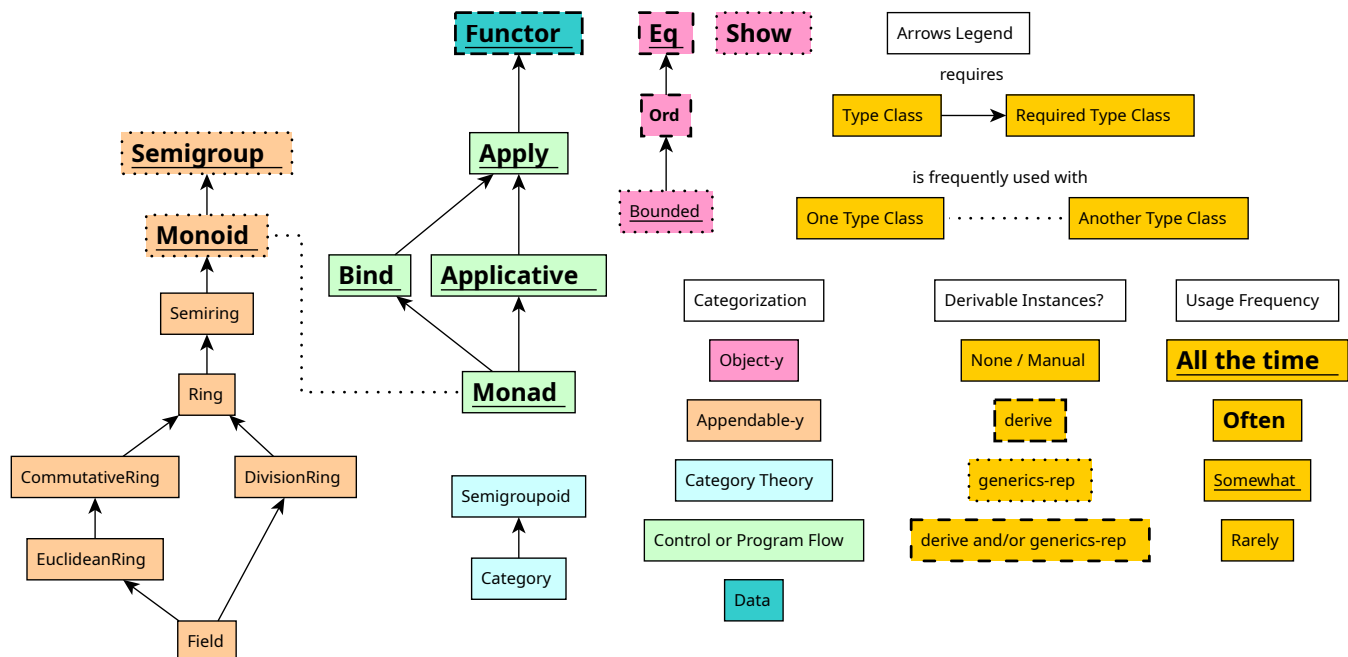 Functor
Eq
Show
Arrows Legend
requires
Ord
Type Class
Required Type Class
Semigroup
Apply
is frequently used with
Bounded
One Type Class
Another Type Class
Monoid
Bind
Applicative
Semiring
Categorization
Derivable Instances?
Usage Frequency
Object-y
None / Manual
All the time
Ring
Monad
Appendable-y
derive
Often
CommutativeRing
DivisionRing
Semigroupoid
Category Theory
generics-rep
Somewhat
EuclideanRing
Category
Control or Program Flow
derive and/or generics-rep
Rarely
Data
Field